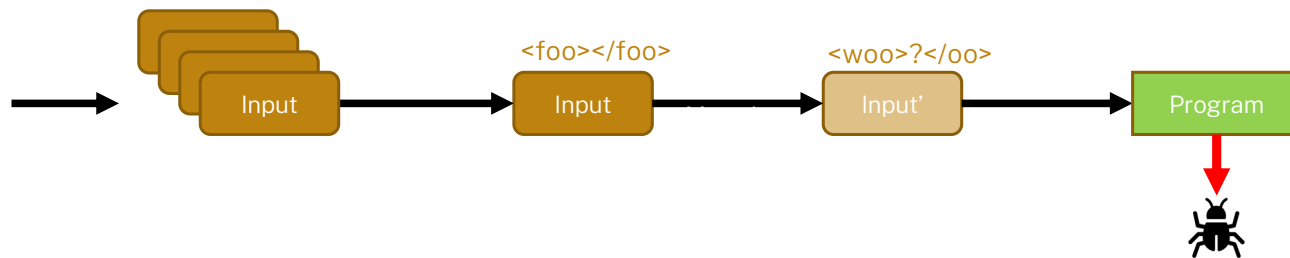 <foo></foo>
<woo>?</oo>
Input
Input
Input’
Program